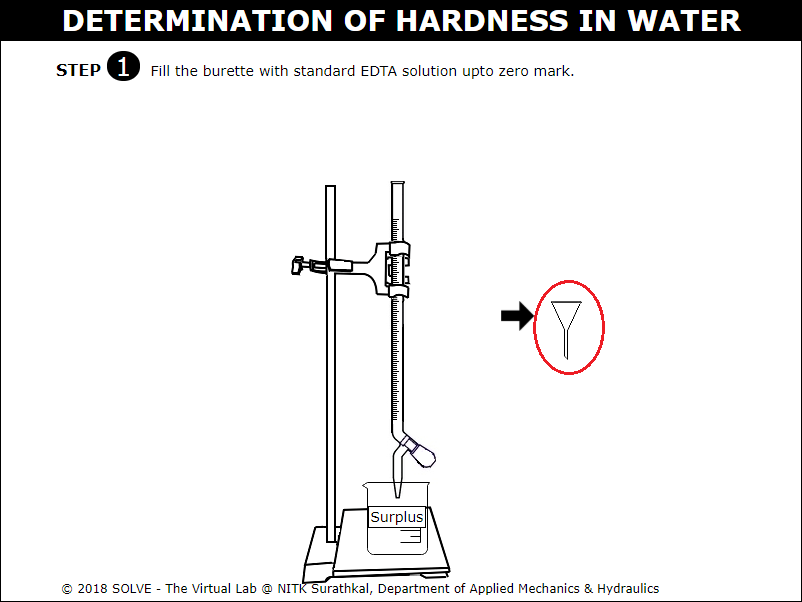 DETERMINATION OF HARDNESS IN WATER
STEP 1 Fill the burette with standard EDTA solution upto zero mark.
Surplus
© 2018 SOLVE - The Virtual Lab @ NITK Surathkal, Department of Applied Mechanics & Hydraulics